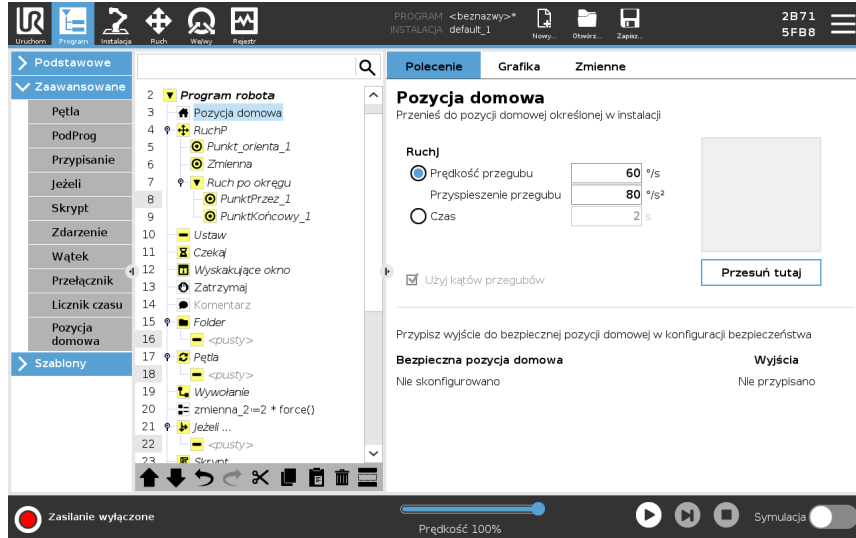 UR
PROGRAM <beznazwy>*
INSTALACJA default_1
2B71
5FB8
Uruchom
Program
Instalacja
Ruch
We/wy
Rejestr
Nowy...
Otwórz...
Zapisz...
Podstawowe
Zaawansowane
Pętla
PodProg
Przypisanie
Jeżeli
Skrypt
Zdarzenie
Wątek
Przełącznik
Licznik czasu
Pozycja
domowa
Szablony
2 Program robota
3 Pozycja domowa
4 RuchP
5 Punkt_orienta_1
6 Zmienna
7 Ruch po okręgu
8 PunktPrzez_1
9 PunktKońcowy_1
10 Ustaw
11 Czekaj
12 Wyskakujące okno
13 Zatrzymaj
14 Komentarz
15 Folder
16 <pusty>
17 Pętla
18 <pusty>
19 Wywołanie
20 zmienna_2≔2 * force()
21 Jeżeli ...
22 <pusty>
23 Skrypt
Polecenie
Grafika
Zmienne
Pozycja domowa
Przenieś do pozycji domowej określonej w instalacji
RuchJ
Prędkość przegubu 60 °/s
Przyspieszenie przegubu 80 °/s²
Czas 2 s
Użyj kątów przegubów
Przesuń tutaj
Przypisz wyjście do bezpiecznej pozycji domowej w konfiguracji bezpieczeństwa
Bezpieczna pozycja domowa Wyjścia
Nie skonfigurowano Nie przypisano
Zasilanie wyłączone
Prędkość 100%
Symulacja